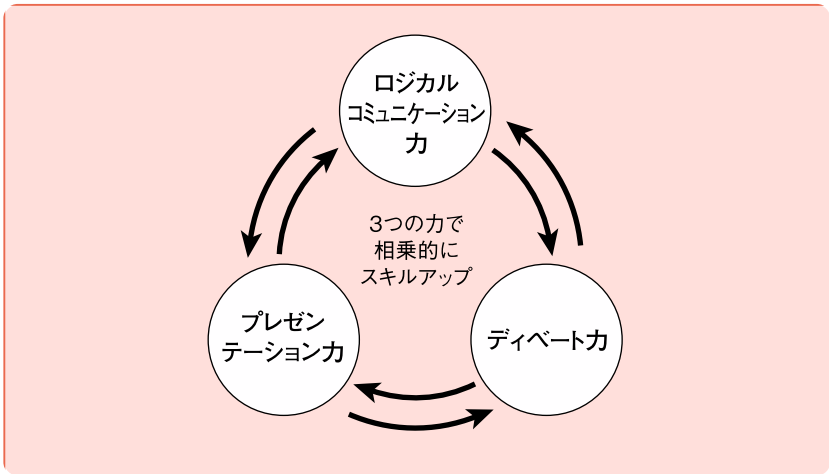 ロジカル
コミュニケーション
力
3つの力で
相乗的に
スキルアップ
プレゼン
テーション力
ディベート力